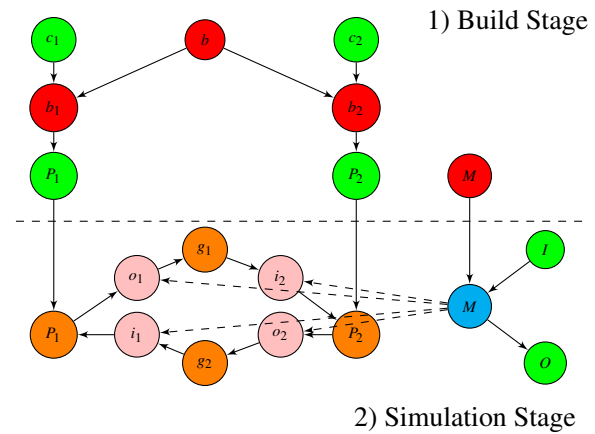 1) Build Stage
c1 b c2
b1 b2
P1 P2 M
g1 I
o1 i2
M
P1 i1 o2 P2
g2 O
2) Simulation Stage